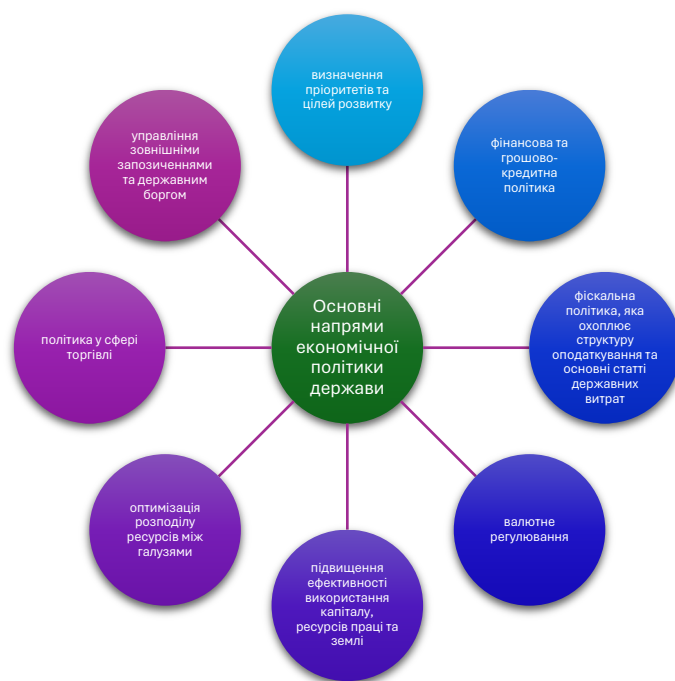 визначення
пріоритетів та
цілей розвитку
фінансова та
грошово-
кредитна
політика
фіскальна
політика, яка
охоплює
структуру
оподаткування та
основні статті
державних
витрат
валютне
регулювання
підвищення
ефективності
використання
капіталу,
ресурсів праці та
землі
оптимізація
розподілу
ресурсів між
галузями
політика у сфері
торгівлі
управління
зовнішніми
запозиченнями
та державним
боргом
Основні
напрями
економічної
політики
держави